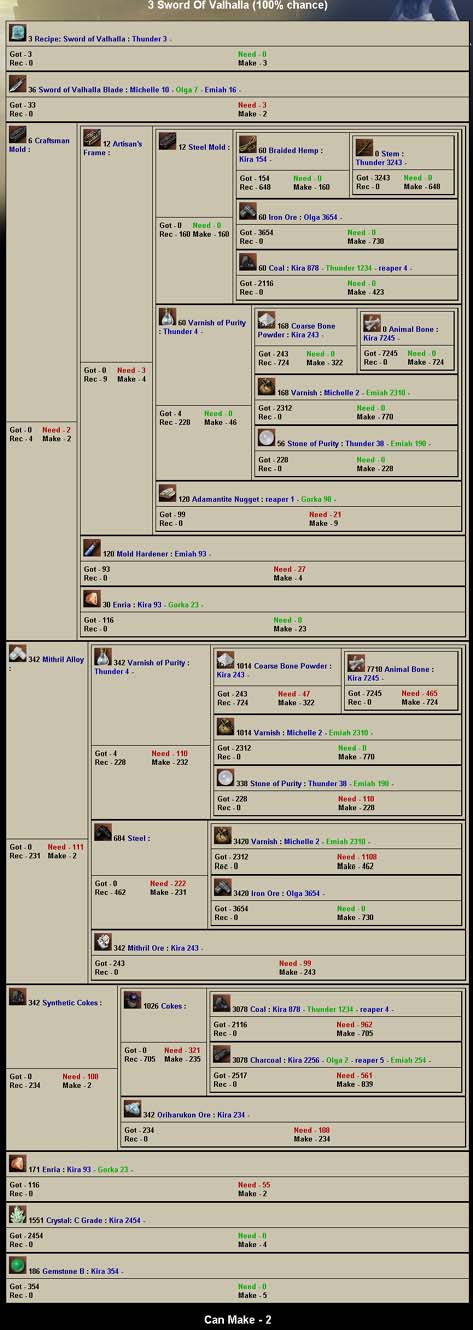 3 Sword Of Valhalla (100% chance)
3 Recipe: Sword of Valhalla : Thunder 3 -
Got - 3 Need - 0
Rec - 0 Make - 3
36 Sword of Valhalla Blade : Michelle 10 - Olga 7 - Emiah 16 -
Got - 33 Need - 3
Rec - 0 Make - 2
6 Craftsman
Mold :
Got - 0 Need - 2
Rec - 4 Make - 2
12 Artisan's
Frame :
Got - 0 Need - 3
Rec - 9 Make - 4
12 Steel Mold :
Got - 0 Need - 0
Rec - 160 Make - 160
60 Braided Hemp :
Kira 154 -
Got - 154 Need - 0
Rec - 648 Make - 160
0 Stem :
Thunder 3243 -
Got - 3243 Need - 0
Rec - 0 Make - 648
60 Iron Ore : Olga 3654 -
Got - 3654 Need - 0
Rec - 0 Make - 730
60 Coal : Kira 878 - Thunder 1234 - reaper 4 -
Got - 2116 Need - 0
Rec - 0 Make - 423
60 Varnish of Purity
: Thunder 4 -
Got - 4 Need - 0
Rec - 228 Make - 46
168 Coarse Bone
Powder : Kira 243 -
Got - 243 Need - 0
Rec - 724 Make - 322
0 Animal Bone :
Kira 7245 -
Got - 7245 Need - 0
Rec - 0 Make - 724
168 Varnish : Michelle 2 - Emiah 2310 -
Got - 2312 Need - 0
Rec - 0 Make - 770
56 Stone of Purity : Thunder 38 - Emiah 190 -
Got - 228 Need - 0
Rec - 0 Make - 228
120 Adamantite Nugget : reaper 1 - Gorka 98 -
Got - 99 Need - 21
Rec - 0 Make - 9
120 Mold Hardener : Emiah 93 -
Got - 93 Need - 27
Rec - 0 Make - 4
30 Enria : Kira 93 - Gorka 23 -
Got - 116 Need - 0
Rec - 0 Make - 23
342 Mithril Alloy
:
Got - 0 Need - 111
Rec - 231 Make - 2
342 Varnish of Purity :
Thunder 4 -
Got - 4 Need - 110
Rec - 228 Make - 232
1014 Coarse Bone Powder :
Kira 243 -
Got - 243 Need - 47
Rec - 724 Make - 322
7710 Animal Bone :
Kira 7245 -
Got - 7245 Need - 465
Rec - 0 Make - 724
1014 Varnish : Michelle 2 - Emiah 2310 -
Got - 2312 Need - 0
Rec - 0 Make - 770
338 Stone of Purity : Thunder 38 - Emiah 190 -
Got - 228 Need - 110
Rec - 0 Make - 228
684 Steel :
Got - 0 Need - 222
Rec - 462 Make - 231
3420 Varnish : Michelle 2 - Emiah 2310 -
Got - 2312 Need - 1108
Rec - 0 Make - 462
3420 Iron Ore : Olga 3654 -
Got - 3654 Need - 0
Rec - 0 Make - 730
342 Mithril Ore : Kira 243 -
Got - 243 Need - 99
Rec - 0 Make - 243
342 Synthetic Cokes :
Got - 0 Need - 108
Rec - 234 Make - 2
1026 Cokes :
Got - 0 Need - 321
Rec - 705 Make - 235
3078 Coal : Kira 878 - Thunder 1234 - reaper 4 -
Got - 2116 Need - 962
Rec - 0 Make - 705
3078 Charcoal : Kira 2256 - Olga 2 - reaper 5 - Emiah 254 -
Got - 2517 Need - 561
Rec - 0 Make - 839
342 Oriharukon Ore : Kira 234 -
Got - 234 Need - 108
Rec - 0 Make - 234
171 Enria : Kira 93 - Gorka 23 -
Got - 116 Need - 55
Rec - 0 Make - 2
1551 Crystal: C Grade : Kira 2454 -
Got - 2454 Need - 0
Rec - 0 Make - 4
186 Gemstone B : Kira 354 -
Got - 354 Need - 0
Rec - 0 Make - 5
Can Make - 2